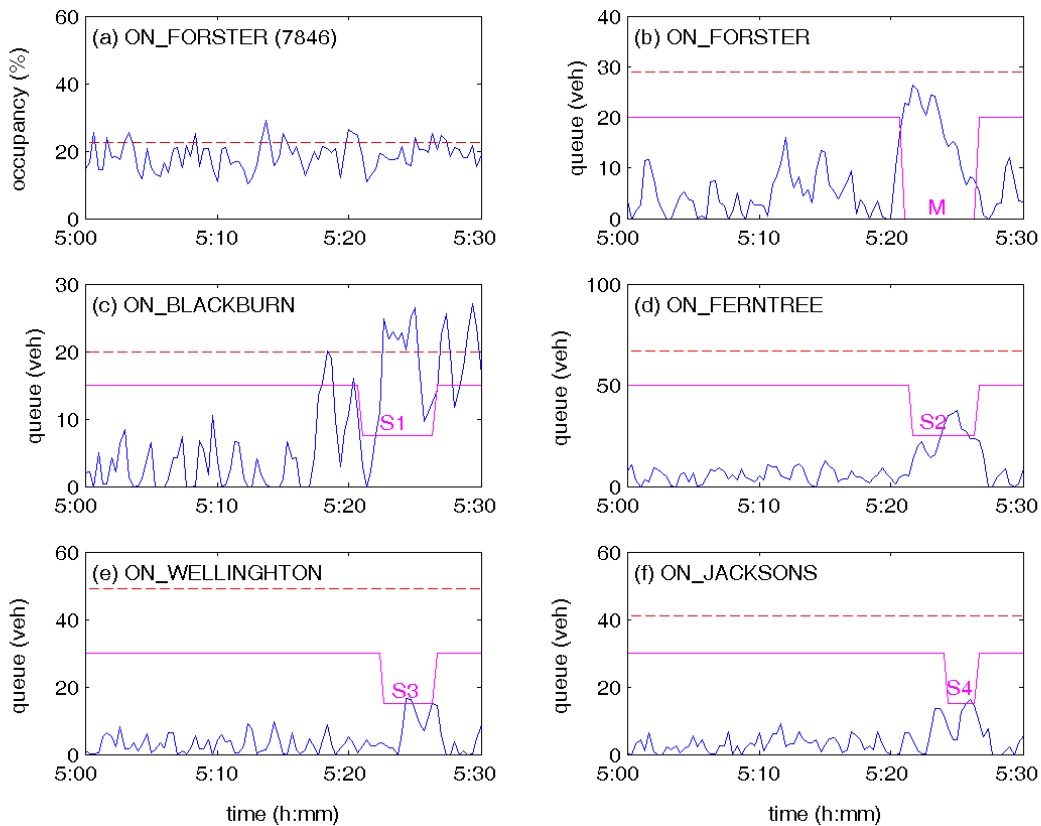 (a) ON_FORSTER (7846)
occupancy (%)
60
40
20
0
5:00
5:10
5:20
5:30
(b) ON_FORSTER
queue (veh)
40
30
20
10
0
M
5:00
5:10
5:20
5:30
(c) ON_BLACKBURN
queue (veh)
30
20
10
0
S1
5:00
5:10
5:20
5:30
(d) ON_FERNTREE
queue (veh)
100
50
0
S2
5:00
5:10
5:20
5:30
(e) ON_WELLINGHTON
queue (veh)
60
40
20
0
S3
5:00
5:10
5:20
5:30
time (h:mm)
(f) ON_JACKSONS
queue (veh)
60
40
20
0
S4
5:00
5:10
5:20
5:30
time (h:mm)